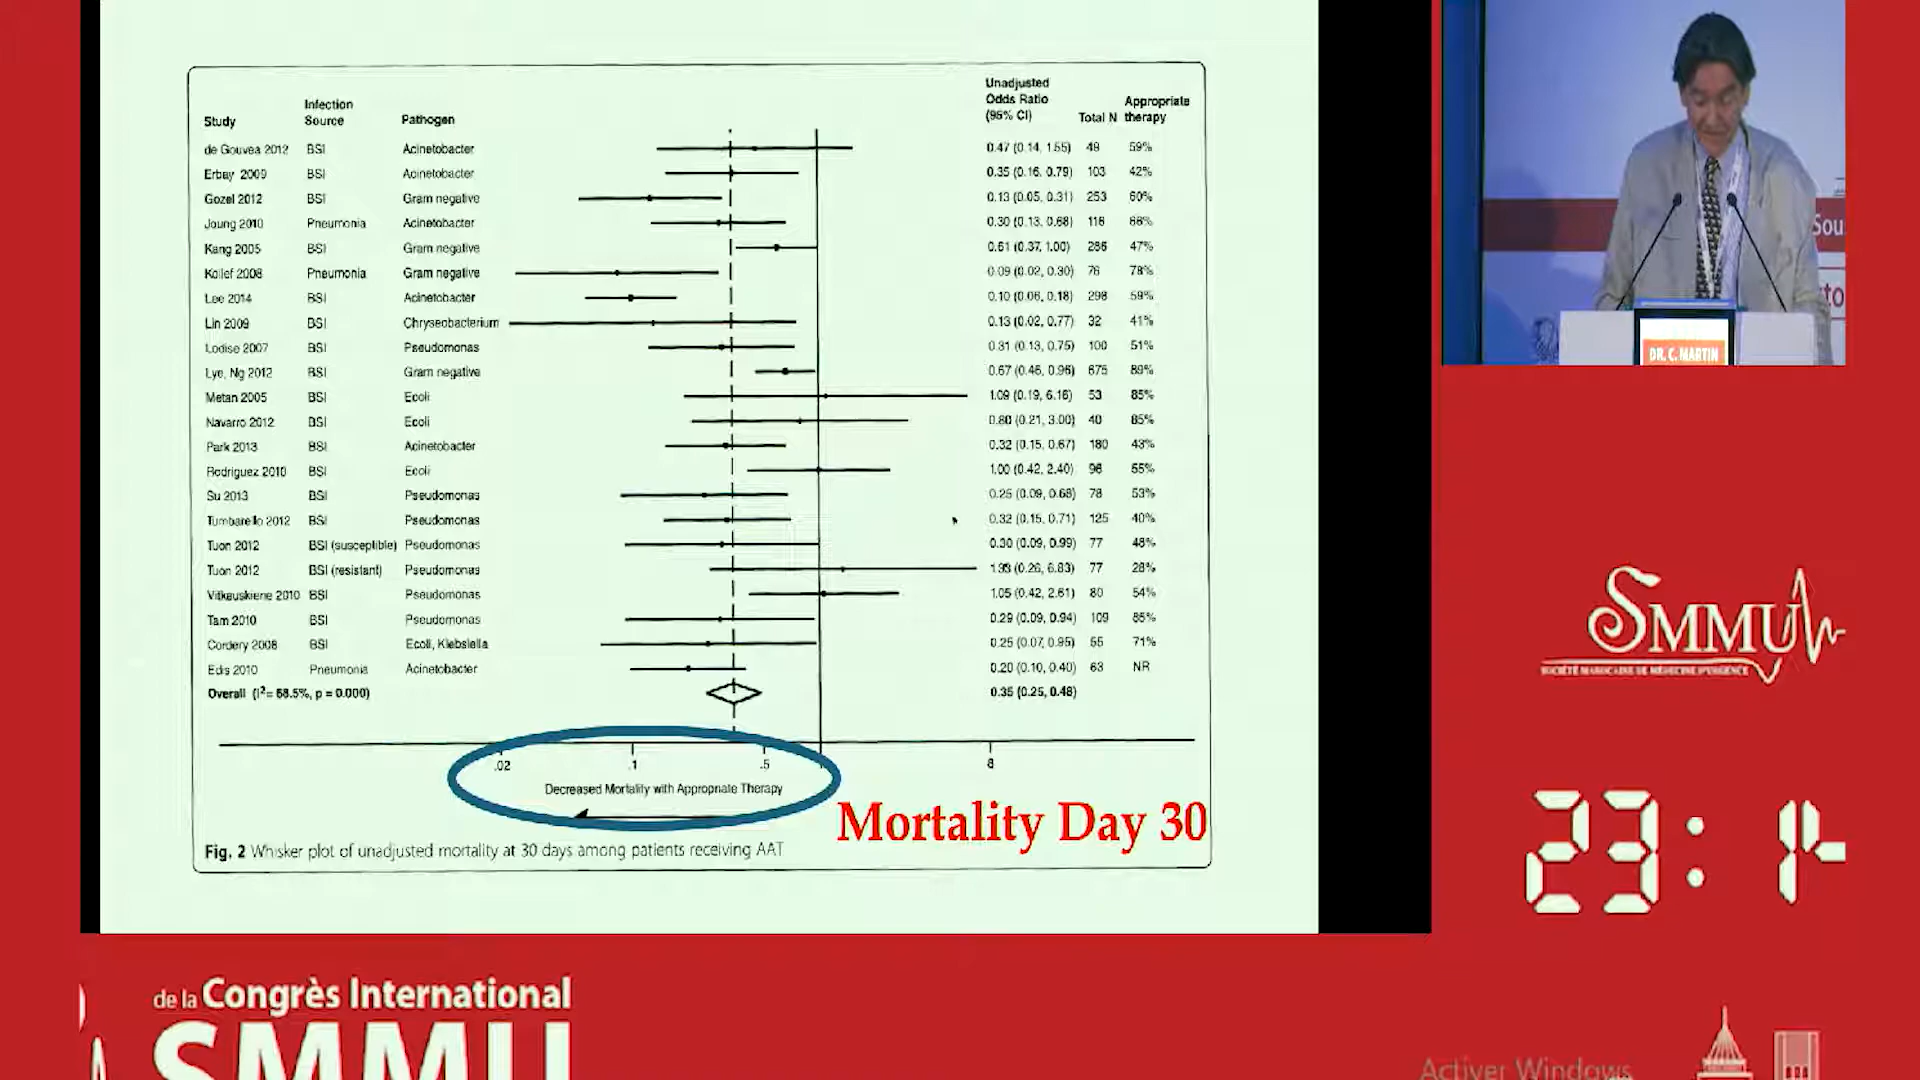 Study Infection Source Pathogen Unadjusted Odds Ratio (95% CI) Total N Appropriate therapy
de Gouvea 2012 BSI Acinetobacter 0.47 (0.14, 1.55) 49 59%
Erbay 2009 BSI Acinetobacter 0.35 (0.16, 0.79) 103 42%
Gozel 2012 BSI Gram negative 0.13 (0.05, 0.31) 253 60%
Joung 2010 Pneumonia Acinetobacter 0.30 (0.13, 0.68) 116 66%
Kang 2005 BSI Gram negative 0.61 (0.37, 1.00) 286 47%
Kollef 2008 Pneumonia Gram negative 0.09 (0.02, 0.30) 76 78%
Lee 2014 BSI Acinetobacter 0.10 (0.06, 0.18) 298 59%
Lin 2009 BSI Chryseobacterium 0.13 (0.02, 0.77) 32 41%
Lodise 2007 BSI Pseudomonas 0.31 (0.13, 0.75) 100 51%
Lye, Ng 2012 BSI Gram negative 0.67 (0.46, 0.96) 675 89%
Metan 2005 BSI Ecoli 1.09 (0.19, 6.16) 53 85%
Navarro 2012 BSI Ecoli 0.80 (0.21, 3.00) 40 65%
Park 2013 BSI Acinetobacter 0.32 (0.15, 0.67) 180 43%
Rodriguez 2010 BSI Ecoli 1.00 (0.42, 2.40) 96 55%
Su 2013 BSI Pseudomonas 0.25 (0.09, 0.68) 78 53%
Tumbarello 2012 BSI Pseudomonas 0.32 (0.15, 0.71) 125 40%
Tuon 2012 BSI (susceptible) Pseudomonas 0.30 (0.09, 0.99) 77 48%
Tuon 2012 BSI (resistant) Pseudomonas 1.33 (0.26, 6.83) 77 28%
Vitkauskiene 2010 BSI Pseudomonas 1.05 (0.42, 2.61) 80 54%
Tam 2010 BSI Pseudomonas 0.29 (0.09, 0.94) 109 85%
Cordery 2008 BSI Ecoli, Klebsiella 0.25 (0.07, 0.95) 55 71%
Edis 2010 Pneumonia Acinetobacter 0.20 (0.10, 0.40) 63 NR
Overall (I²= 68.5%, p = 0.000) 0.35 (0.25, 0.48)
.02 .1 .5 8
Decreased Mortality with Appropriate Therapy
Mortality Day 30
Fig. 2 Whisker plot of unadjusted mortality at 30 days among patients receiving AAT
DR. C. MARTIN
Sou
SMMU
SOCIÉTÉ MAROCAINE DE MÉDECINE D'URGENCE
23:
de la Congrès International
SMMU
Activer Windows